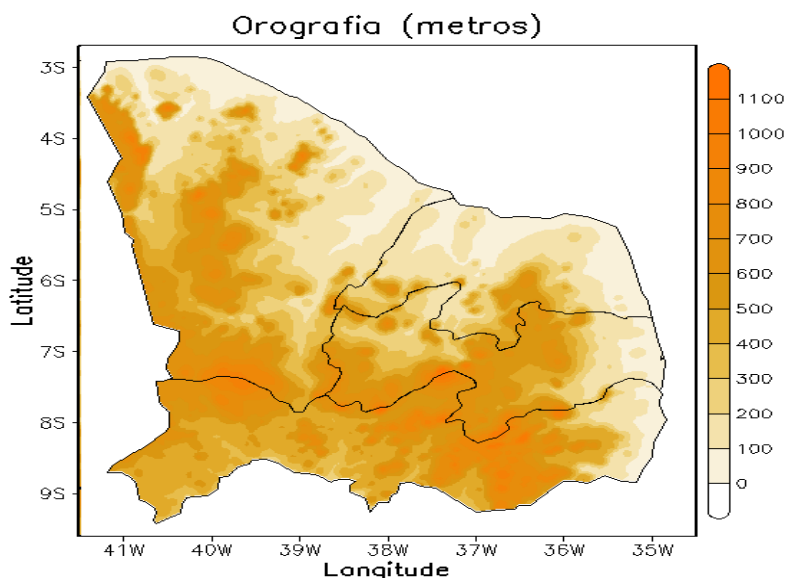 Orografia (metros)
3S
4S
5S
6S
7S
8S
9S
Latitude
41W 40W 39W 38W 37W 36W 35W
Longitude
1100
1000
900
800
700
600
500
400
300
200
100
0